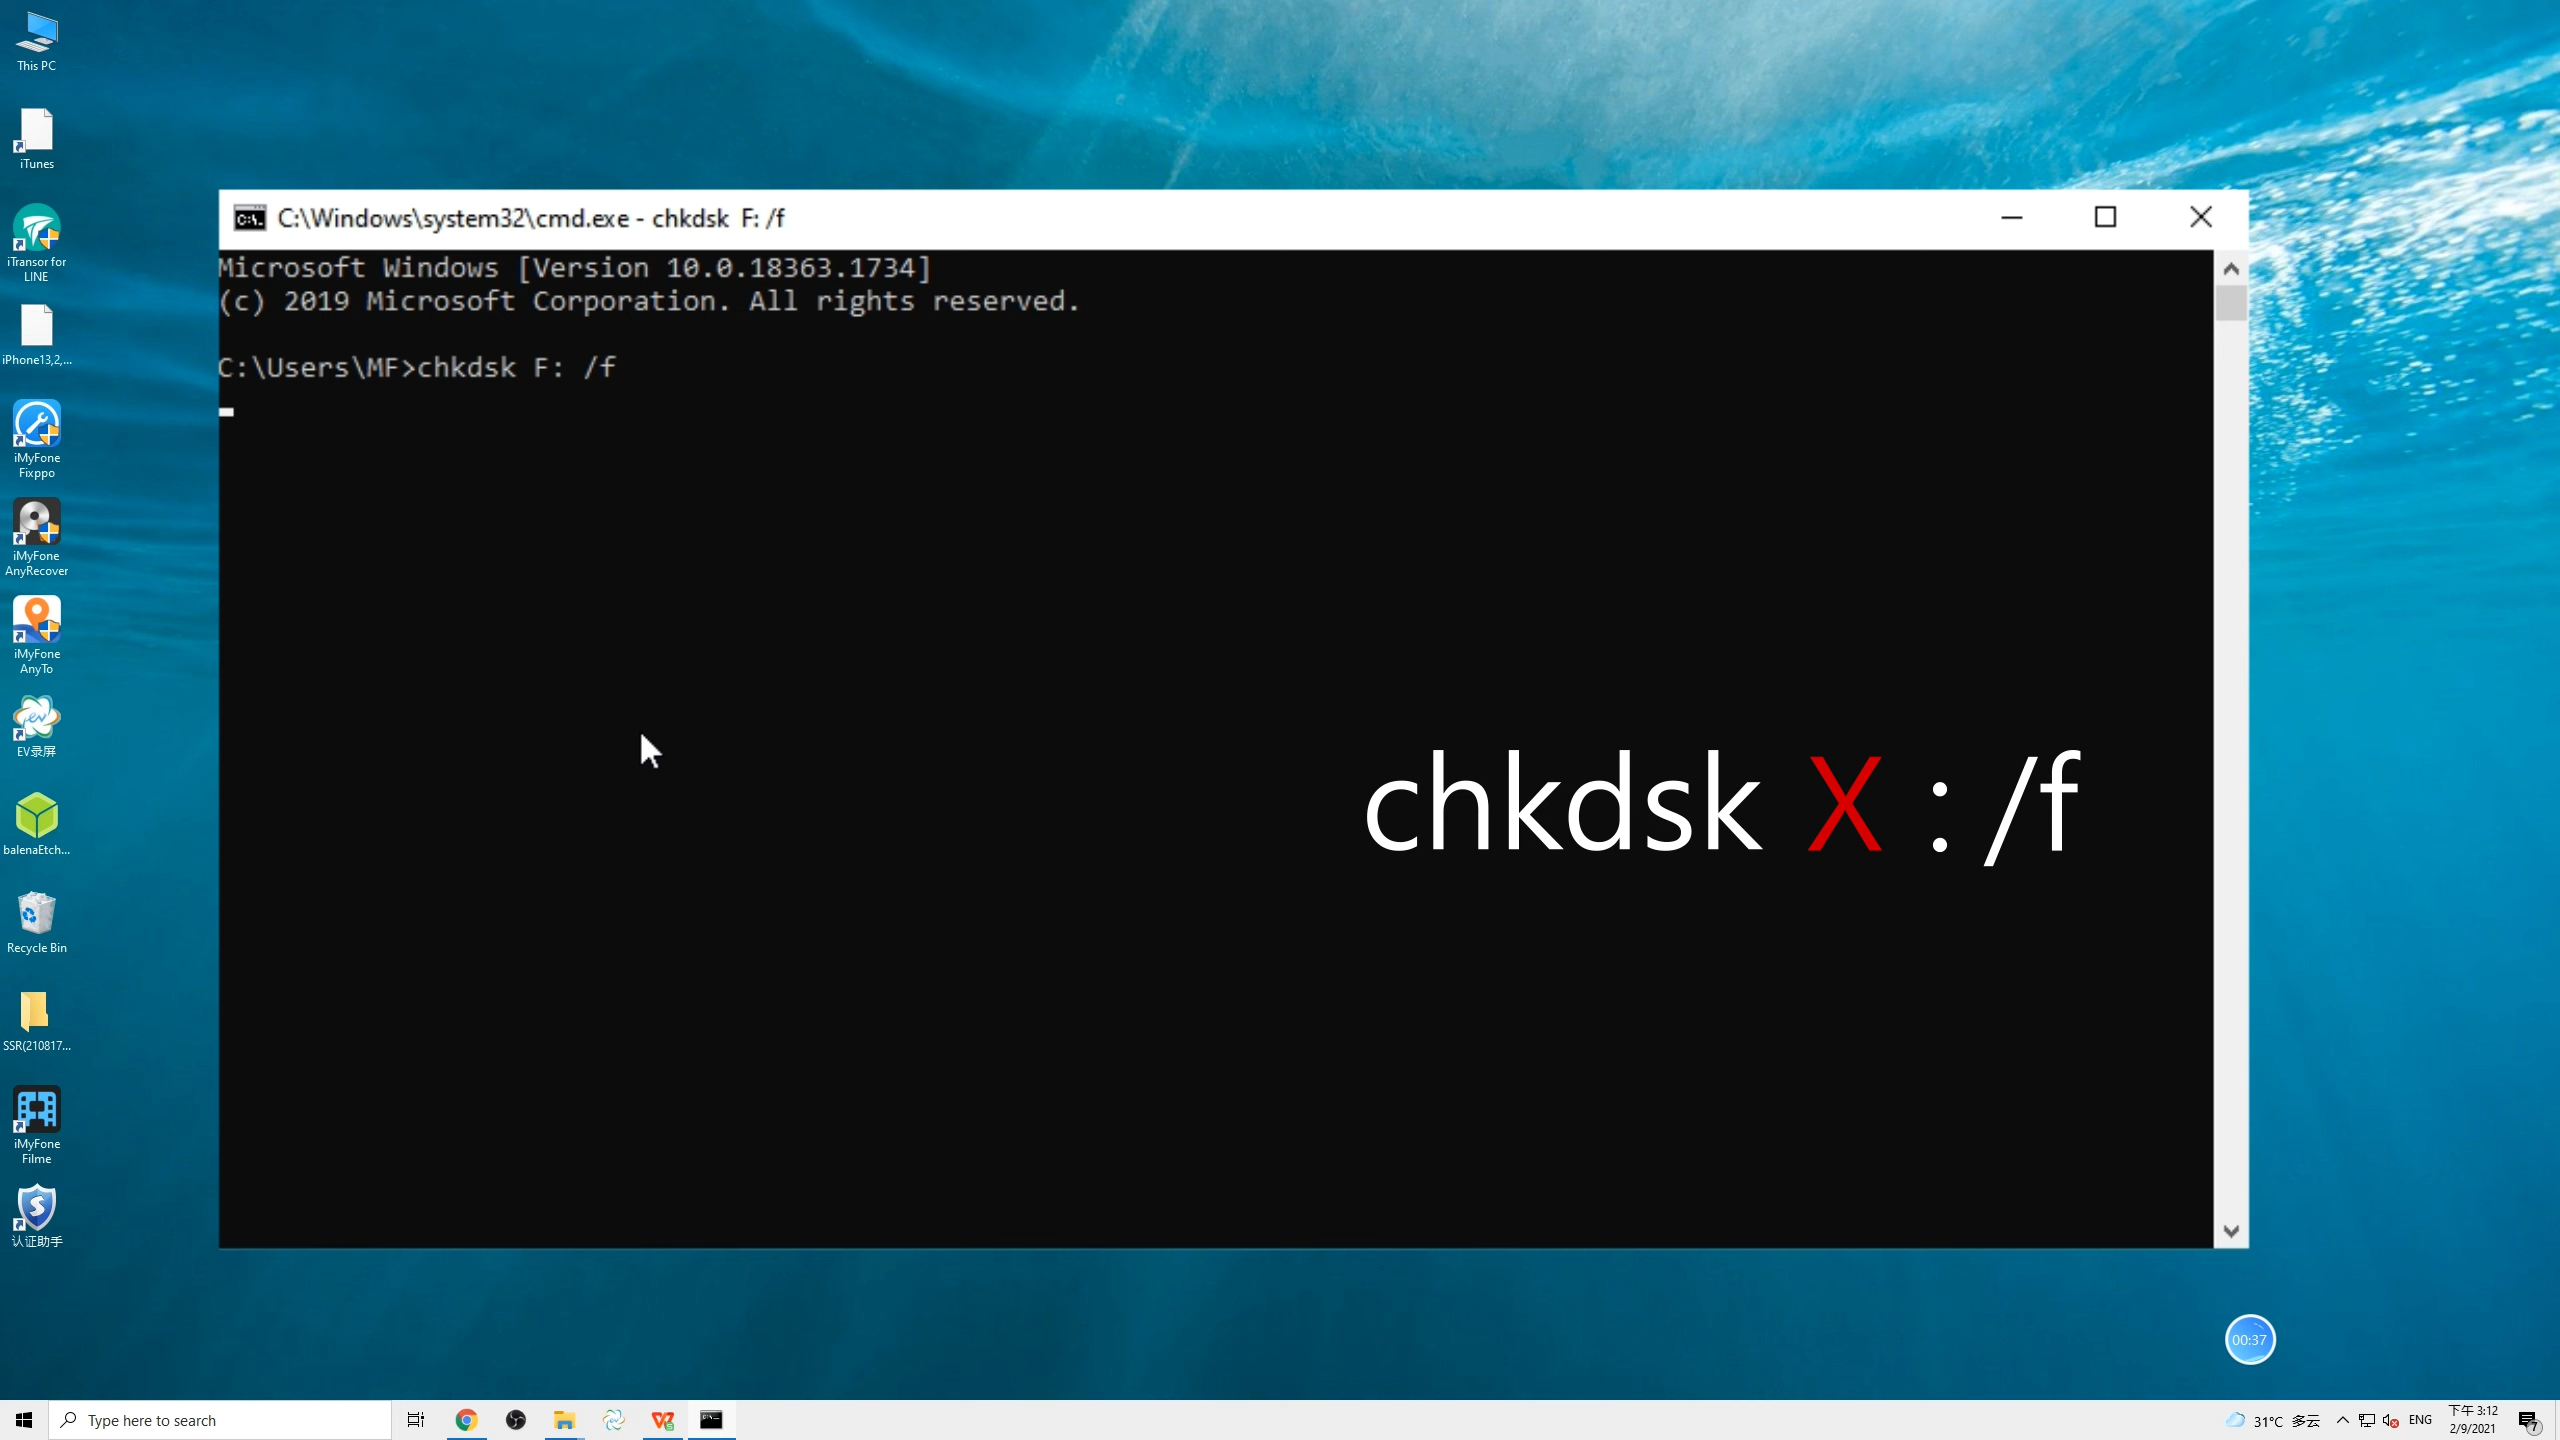 This PC
iTunes
iTransor for
LINE
iPhone13,2,...
iMyFone
Fixppo
iMyFone
AnyRecover
iMyFone
AnyTo
EV录屏
balenaEtch...
Recycle Bin
SSR(210817...
iMyFone
Filme
认证助手
C:\Windows\system32\cmd.exe - chkdsk F: /f
Microsoft Windows [Version 10.0.18363.1734]
(c) 2019 Microsoft Corporation. All rights reserved.
C:\Users\MF>chkdsk F: /f
chkdsk X : /f
00:37
Type here to search
31°C 多云
ENG
下午 3:12
2/9/2021
7